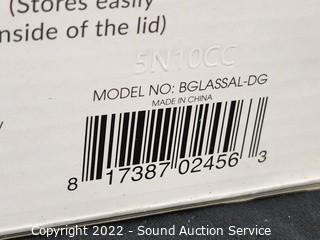 (Stores easily
nside of the lid)
5N10CC
MODEL NO: BGLASSAL-DG
MADE IN CHINA
8 17387 02456 3
Copyright 2022 - Sound Auction Service